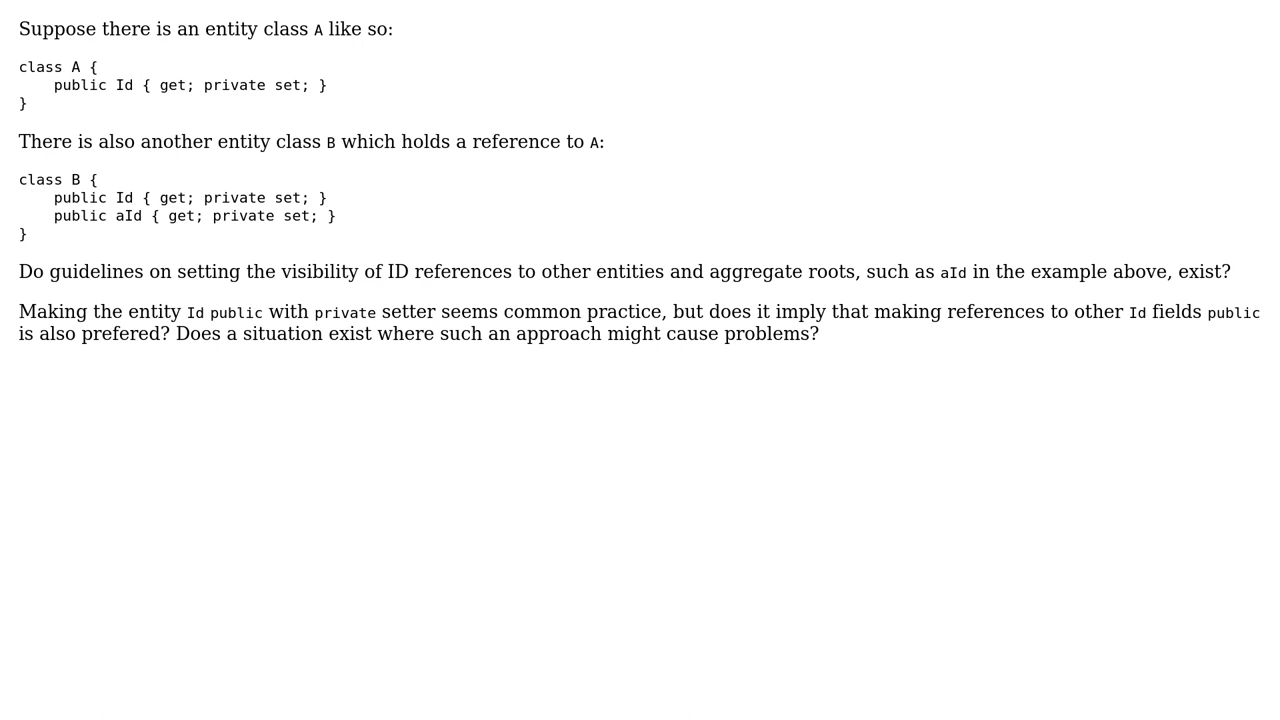 Suppose there is an entity class A like so:
class A {
    public Id { get; private set; }
}
There is also another entity class B which holds a reference to A:
class B {
    public Id { get; private set; }
    public aId { get; private set; }
}
Do guidelines on setting the visibility of ID references to other entities and aggregate roots, such as aId in the example above, exist?
Making the entity Id public with private setter seems common practice, but does it imply that making references to other Id fields public
is also prefered? Does a situation exist where such an approach might cause problems?